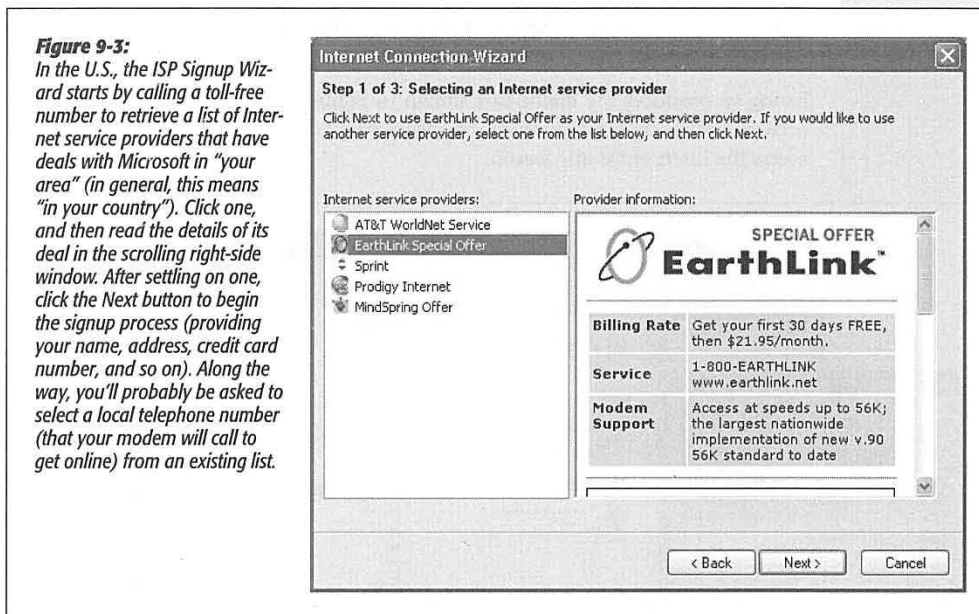 Figure 9-3:
In the U.S., the ISP Signup Wiz-
ard starts by calling a toll-free
number to retrieve a list of Inter-
net service providers that have
deals with Microsoft in "your
area" (in general, this means
"in your country"). Click one,
and then read the details of its
deal in the scrolling right-side
window. After settling on one,
click the Next button to begin
the signup process (providing
your name, address, credit card
number, and so on). Along the
way, you'll probably be asked to
select a local telephone number
(that your modem will call to
get online) from an existing list.
Internet Connection Wizard
Step 1 of 3: Selecting an Internet service provider
Click Next to use EarthLink Special Offer as your Internet service provider. If you would like to use
another service provider, select one from the list below, and then click Next.
Internet service providers:
AT&T WorldNet Service
EarthLink Special Offer
Sprint
Prodigy Internet
MindSpring Offer
Provider information:
SPECIAL OFFER
EarthLink™
Billing Rate Get your first 30 days FREE,
then $21.95/month.
Service 1-800-EARTHLINK
www.earthlink.net
Modem Support Access at speeds up to 56K;
the largest nationwide
implementation of new v.90
56K standard to date
< Back
Next >
Cancel